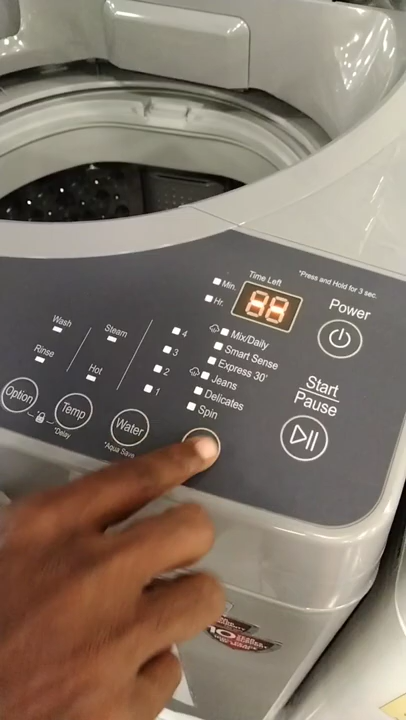 Time Left
*Press and Hold for 3 sec.
Min.
Hr.
88
Power
Wash
Steam
4
Mix/Daily
3
Smart Sense
Rinse
2
Express 30'
Hot
1
Jeans
Start
Pause
Delicates
Spin
Option
Temp
Water
*Delay
*Aqua Save
10